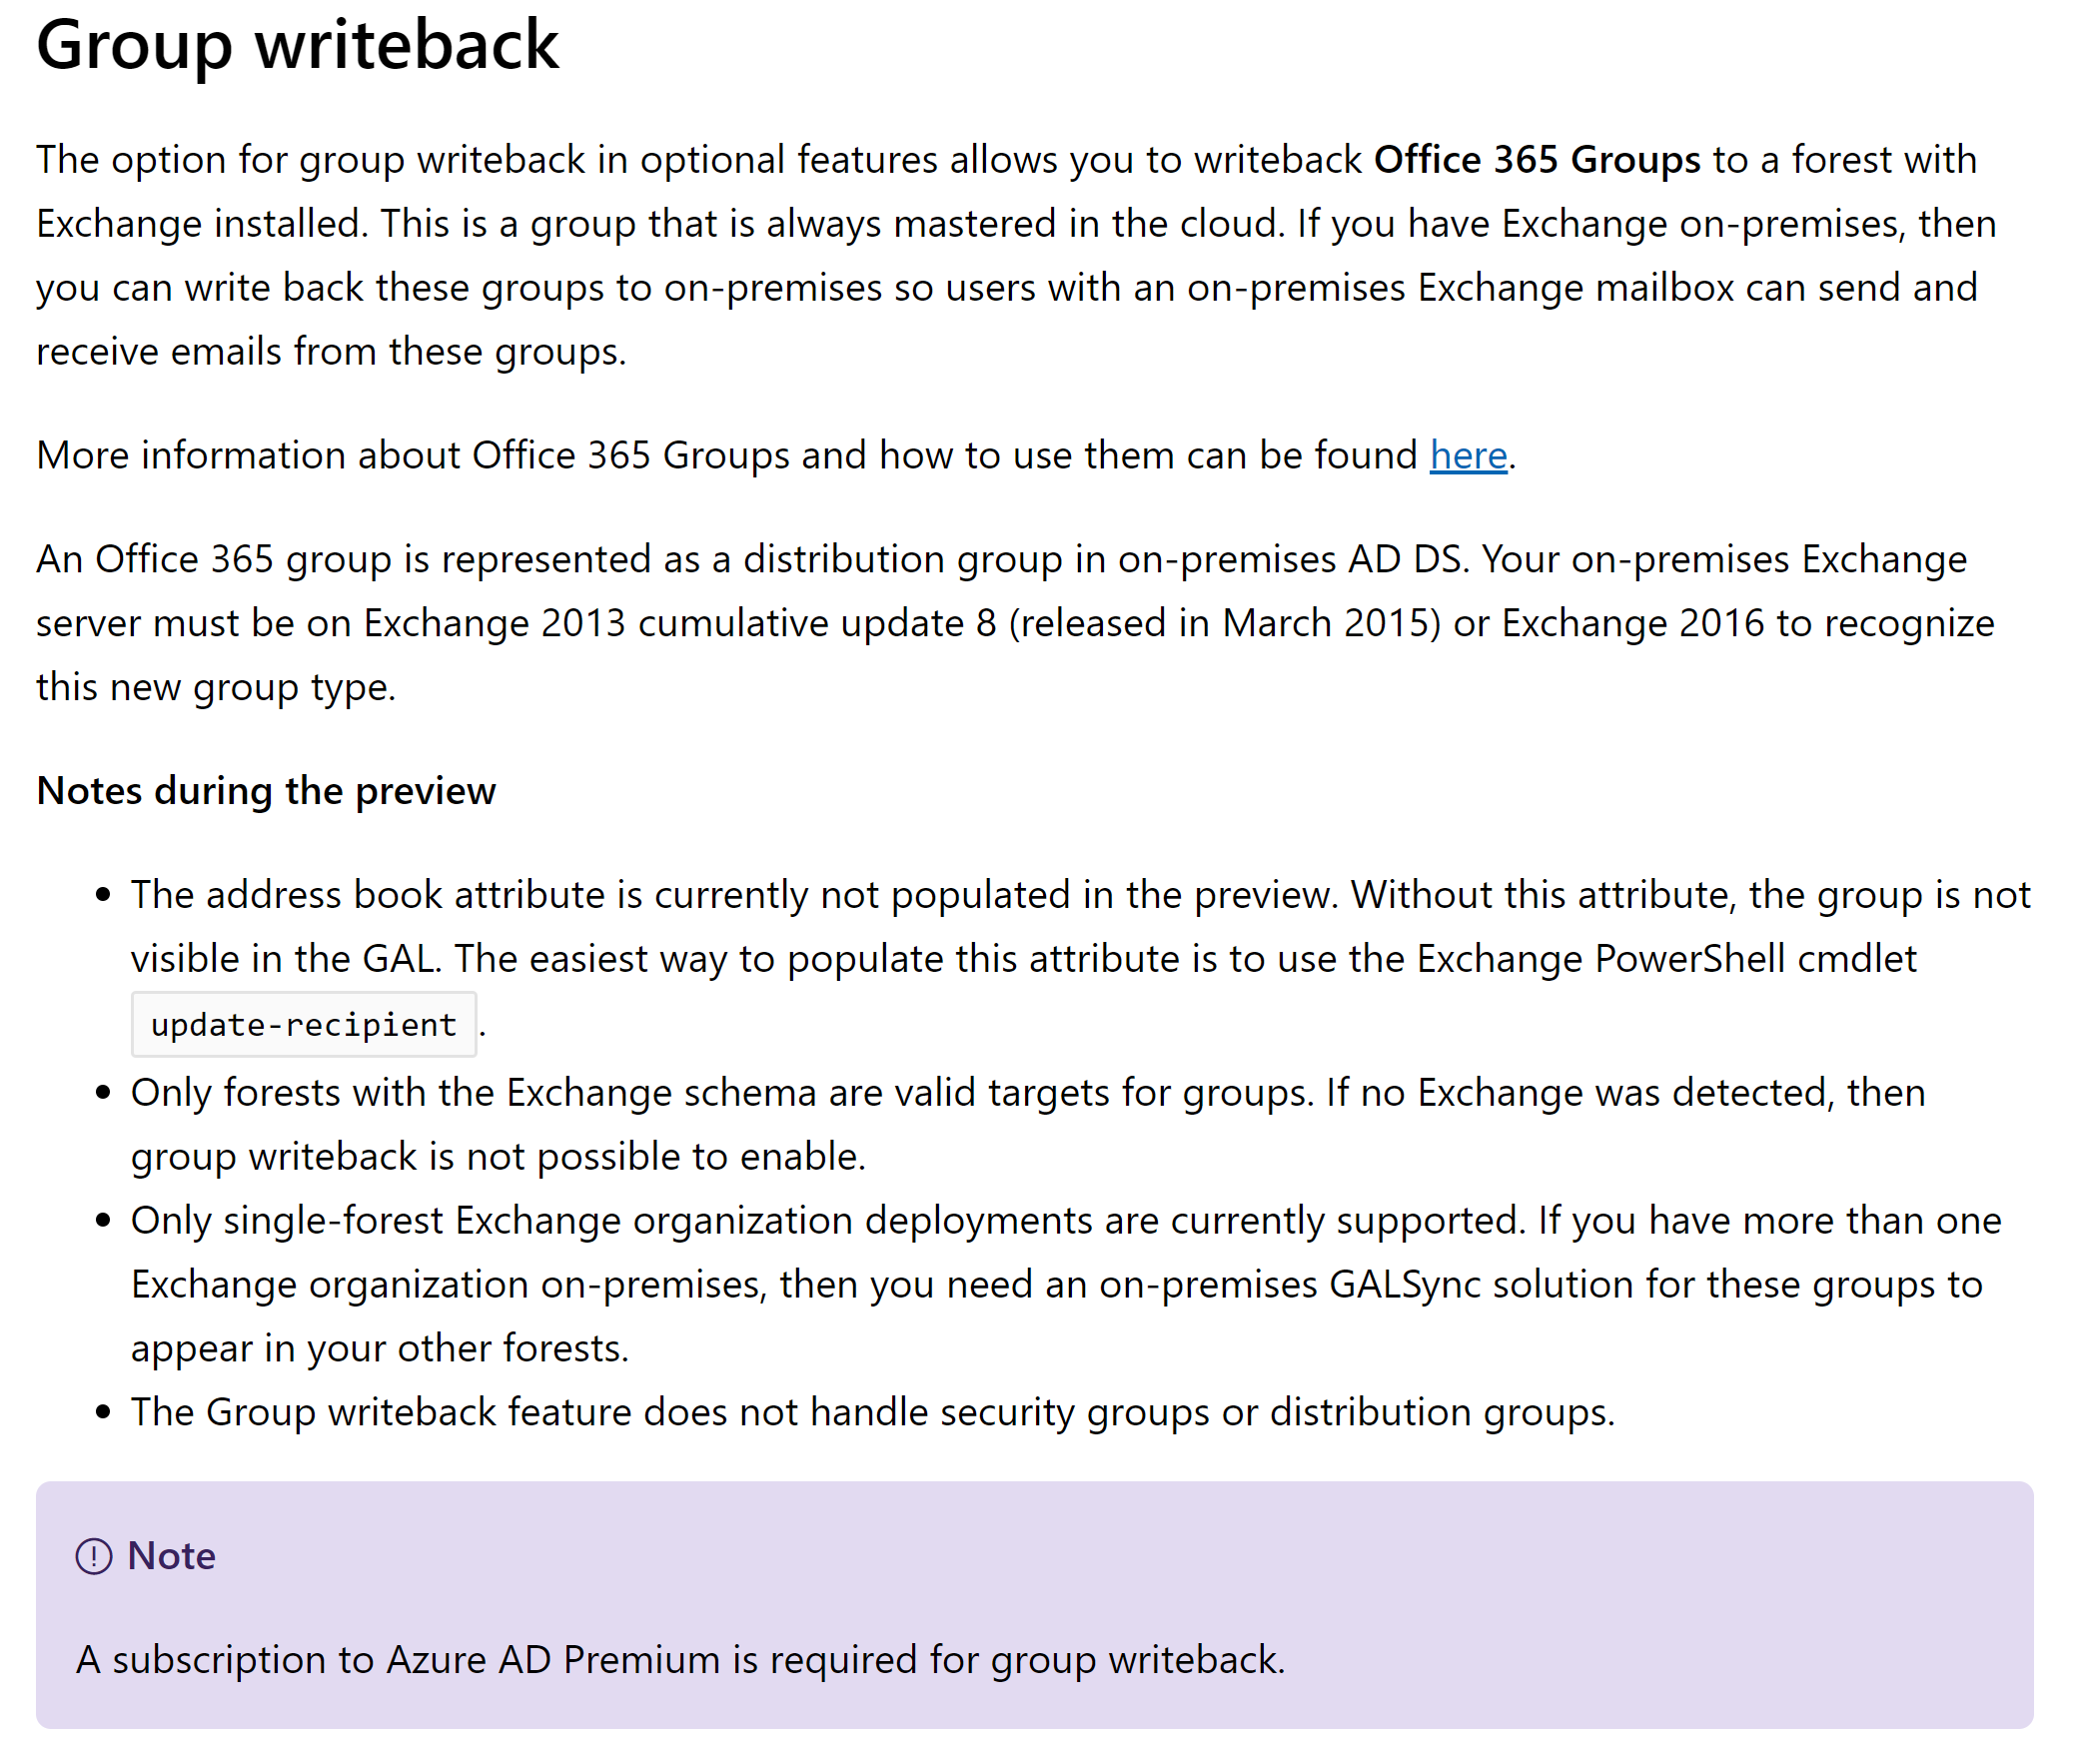 Group writeback
The option for group writeback in optional features allows you to writeback Office 365 Groups to a forest with
Exchange installed. This is a group that is always mastered in the cloud. If you have Exchange on-premises, then
you can write back these groups to on-premises so users with an on-premises Exchange mailbox can send and
receive emails from these groups.
More information about Office 365 Groups and how to use them can be found here.
An Office 365 group is represented as a distribution group in on-premises AD DS. Your on-premises Exchange
server must be on Exchange 2013 cumulative update 8 (released in March 2015) or Exchange 2016 to recognize
this new group type.
Notes during the preview
• The address book attribute is currently not populated in the preview. Without this attribute, the group is not
visible in the GAL. The easiest way to populate this attribute is to use the Exchange PowerShell cmdlet
update-recipient .
• Only forests with the Exchange schema are valid targets for groups. If no Exchange was detected, then
group writeback is not possible to enable.
• Only single-forest Exchange organization deployments are currently supported. If you have more than one
Exchange organization on-premises, then you need an on-premises GALSync solution for these groups to
appear in your other forests.
• The Group writeback feature does not handle security groups or distribution groups.
Note
A subscription to Azure AD Premium is required for group writeback.